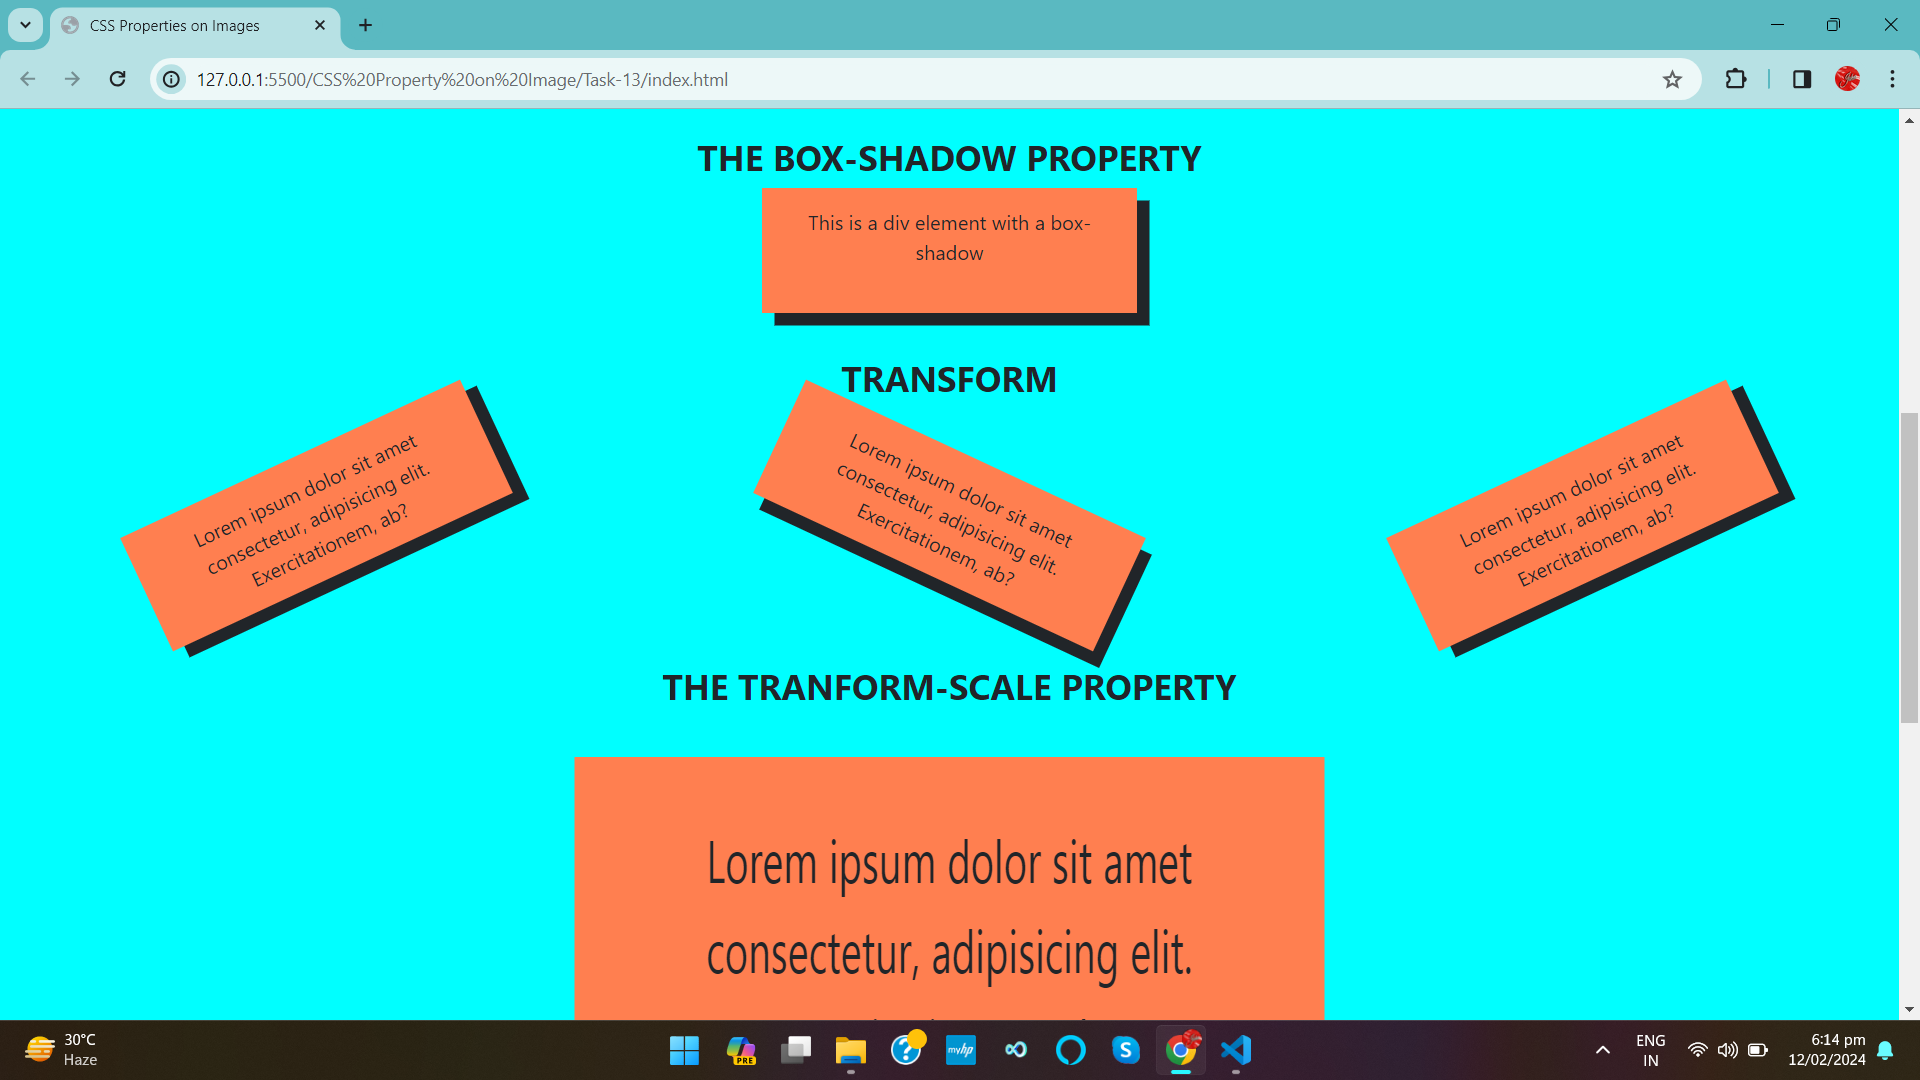 CSS Properties on Images
127.0.0.1:5500/CSS%20Property%20on%20Image/Task-13/index.html
THE BOX-SHADOW PROPERTY
This is a div element with a box-
shadow
TRANSFORM
Lorem ipsum dolor sit amet
consectetur, adipisicing elit.
Exercitationem, ab?
Lorem ipsum dolor sit amet
consectetur, adipisicing elit.
Exercitationem, ab?
Lorem ipsum dolor sit amet
consectetur, adipisicing elit.
Exercitationem, ab?
THE TRANFORM-SCALE PROPERTY
Lorem ipsum dolor sit amet
consectetur, adipisicing elit.
30°C
Haze
PRE
myhp
ENG
IN
6:14 pm
12/02/2024